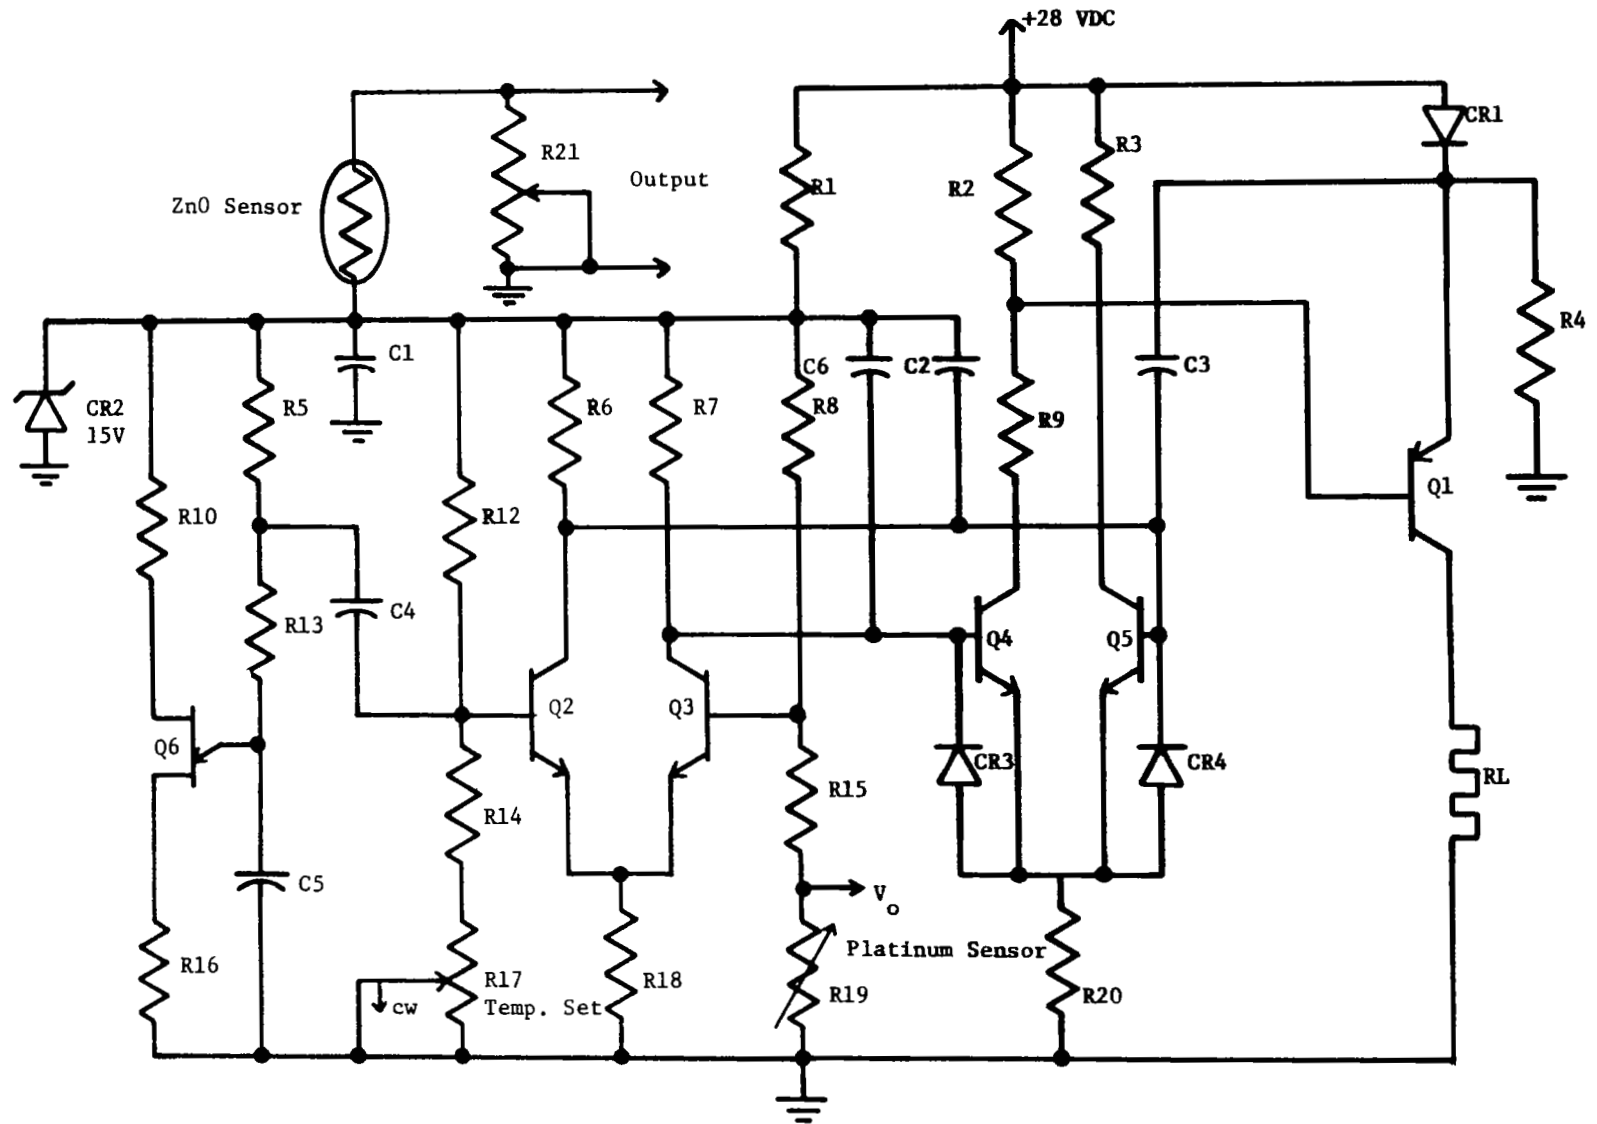 +28 VDC
CR1
R21
R3
Output
R1
R2
ZnO Sensor
R4
C1
C6
C2
C3
CR2
15V
R5
R6
R7
R8
R9
Q1
R10
R12
R13
C4
Q4
Q5
Q2
Q3
Q6
CR3
CR4
RL
R15
R14
C5
Vo
Platinum Sensor
R16
R17
R18
R19
R20
cw
Temp. Set